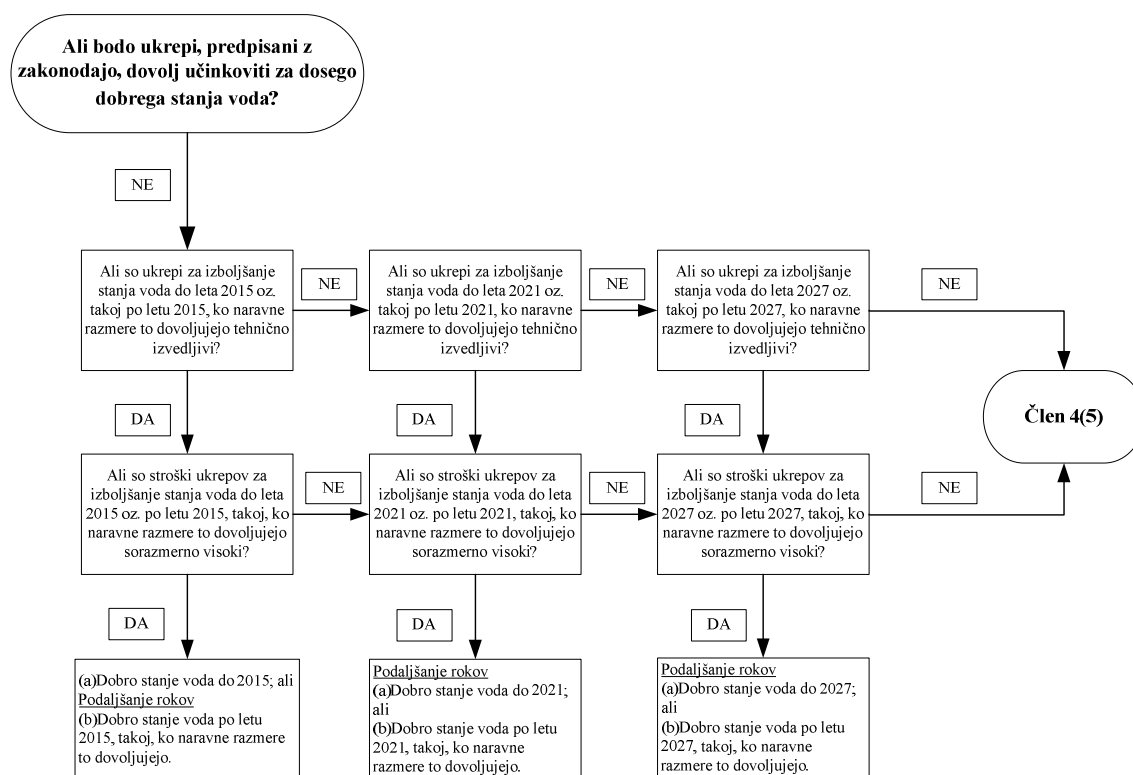 Ali bodo ukrepi, predpisani z
zakonodajo, dovolj učinkoviti za dosego
dobrega stanja voda?
NE
Ali so ukrepi za izboljšanje
stanja voda do leta 2015 oz.
takoj po letu 2015, ko naravne
razmere to dovoljujejo tehnično
izvedljivi?
NE
Ali so ukrepi za izboljšanje
stanja voda do leta 2021 oz.
takoj po letu 2021, ko naravne
razmere to dovoljujejo tehnično
izvedljivi?
NE
Ali so ukrepi za izboljšanje
stanja voda do leta 2027 oz.
takoj po letu 2027, ko naravne
razmere to dovoljujejo tehnično
izvedljivi?
NE
Člen 4(5)
DA
DA
DA
Ali so stroški ukrepov za
izboljšanje stanja voda do leta
2015 oz. po letu 2015, takoj, ko
naravne razmere to dovoljujejo
sorazmerno visoki?
NE
Ali so stroški ukrepov za
izboljšanje stanja voda do leta
2021 oz. po letu 2021, takoj, ko
naravne razmere to dovoljujejo
sorazmerno visoki?
NE
Ali so stroški ukrepov za
izboljšanje stanja voda do leta
2027 oz. po letu 2027, takoj, ko
naravne razmere to dovoljujejo
sorazmerno visoki?
NE
DA
DA
DA
(a)Dobro stanje voda do 2015; ali
Podaljšanje rokov
(b)Dobro stanje voda po letu
2015, takoj, ko naravne razmere
to dovoljujejo.
Podaljšanje rokov
(a)Dobro stanje voda do 2021;
ali
(b)Dobro stanje voda po letu
2021, takoj, ko naravne
razmere to dovoljujejo.
Podaljšanje rokov
(a)Dobro stanje voda do 2027;
ali
(b)Dobro stanje voda po letu
2027, takoj, ko naravne
razmere to dovoljujejo.